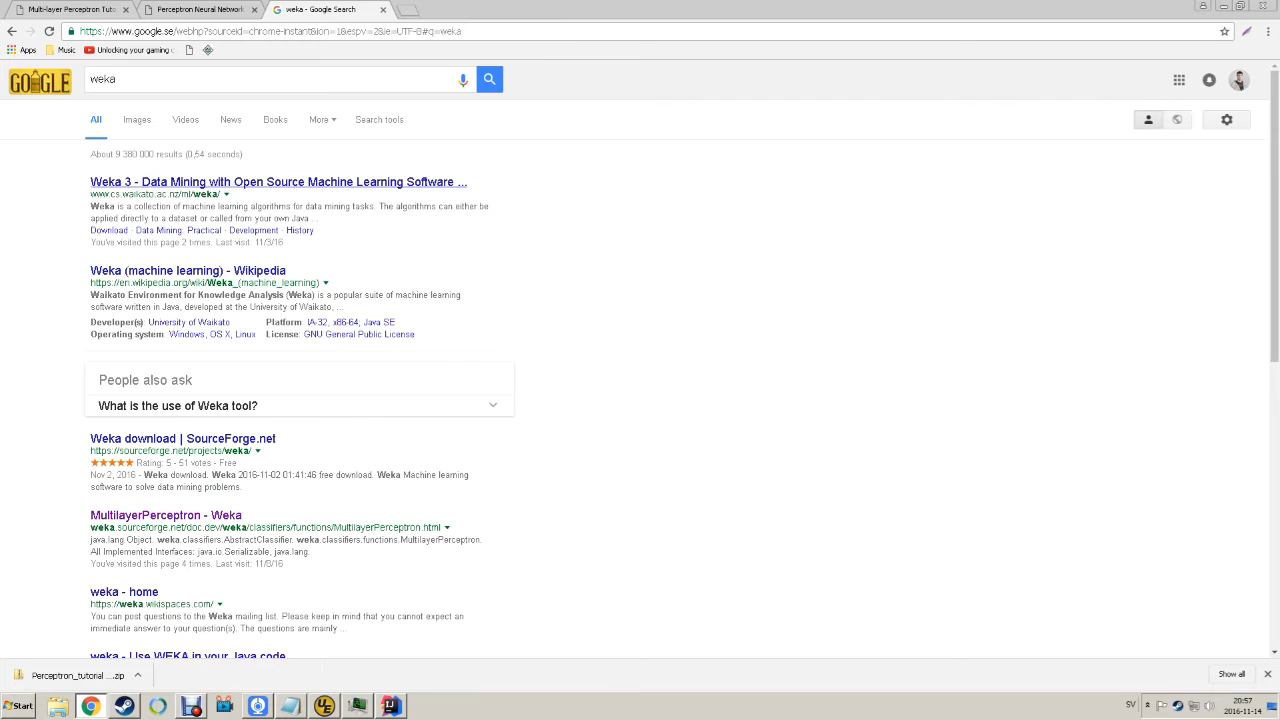 Multi-layer Perceptron Tuto
Perceptron Neural Network
weka - Google Search
https://www.google.se/webhp?sourceid=chrome-instant&ion=1&espv=2&ie=UTF-8#q=weka
Apps
Music
Unlocking your gaming c
GOOGLE
weka
All
Images
Videos
News
Books
More
Search tools
About 9 380 000 results (0,54 seconds)
Weka 3 - Data Mining with Open Source Machine Learning Software ...
www.cs.waikato.ac.nz/ml/weka/
Weka is a collection of machine learning algorithms for data mining tasks. The algorithms can either be
applied directly to a dataset or called from your own Java ...
Download · Data Mining: Practical · Development · History
You've visited this page 2 times. Last visit: 11/3/16
Weka (machine learning) - Wikipedia
https://en.wikipedia.org/wiki/Weka_(machine_learning)
Waikato Environment for Knowledge Analysis (Weka) is a popular suite of machine learning
software written in Java, developed at the University of Waikato, ...
Developer(s): University of Waikato Platform: IA-32, x86-64; Java SE
Operating system: Windows, OS X, Linux License: GNU General Public License
People also ask
What is the use of Weka tool?
Weka download | SourceForge.net
https://sourceforge.net/projects/weka/
Rating: 5 - 51 votes - Free
Nov 2, 2016 - Weka download. Weka 2016-11-02 01:41:46 free download. Weka Machine learning
software to solve data mining problems.
MultilayerPerceptron - Weka
weka.sourceforge.net/doc.dev/weka/classifiers/functions/MultilayerPerceptron.html
java.lang.Object. weka.classifiers.AbstractClassifier. weka.classifiers.functions.MultilayerPerceptron.
All Implemented Interfaces: java.io.Serializable, java.lang.
You've visited this page 4 times. Last visit: 11/8/16
weka - home
https://weka.wikispaces.com/
You can post questions to the Weka mailing list. Please keep in mind that you cannot expect an
immediate answer to your question(s). The questions are mainly ...
weka - Use WEKA in your Java code
Perceptron_tutorial ....zip
Show all
Start
UE
SV
20:57
2016-11-14